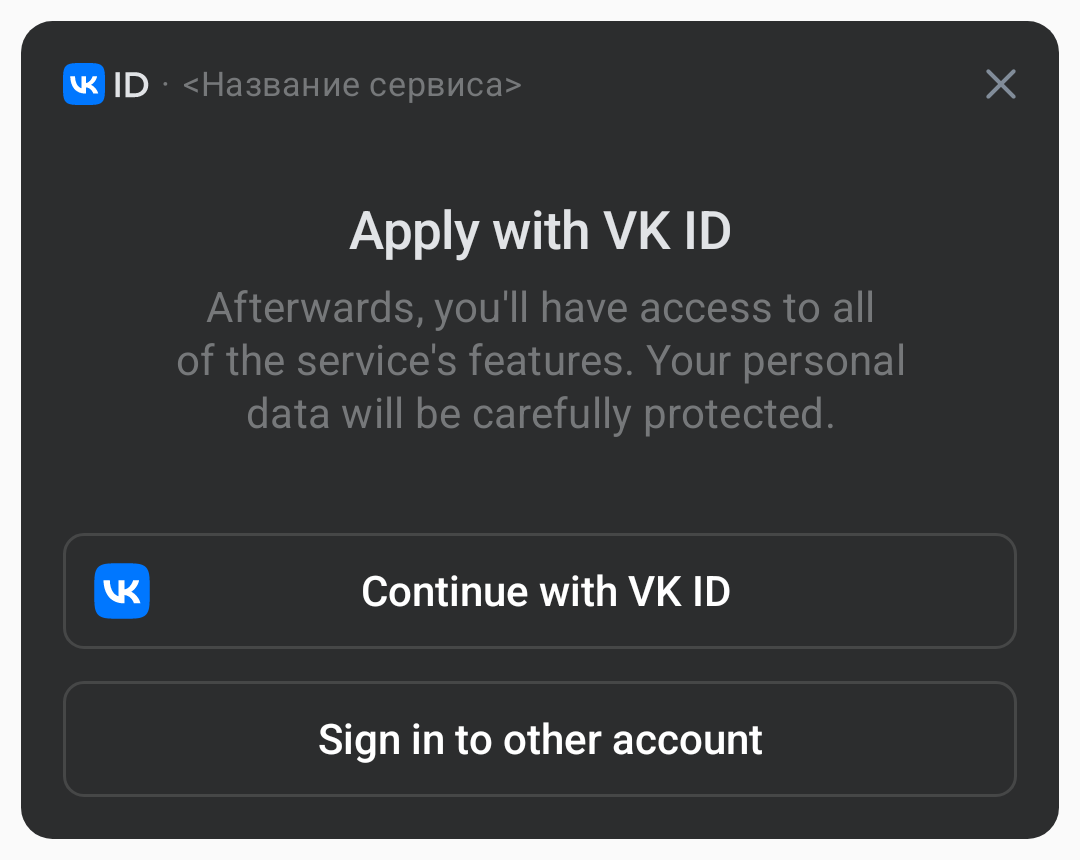 VK ID · <Название сервиса>
Apply with VK ID
Afterwards, you'll have access to all
of the service's features. Your personal
data will be carefully protected.
VK Continue with VK ID
Sign in to other account